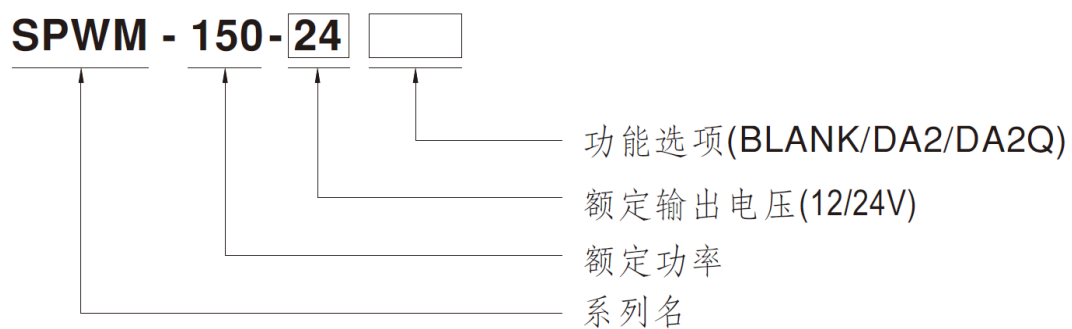 SPWM - 150-24
功能选项(BLANK/DA2/DA2Q)
额定输出电压(12/24V)
额定功率
系列名